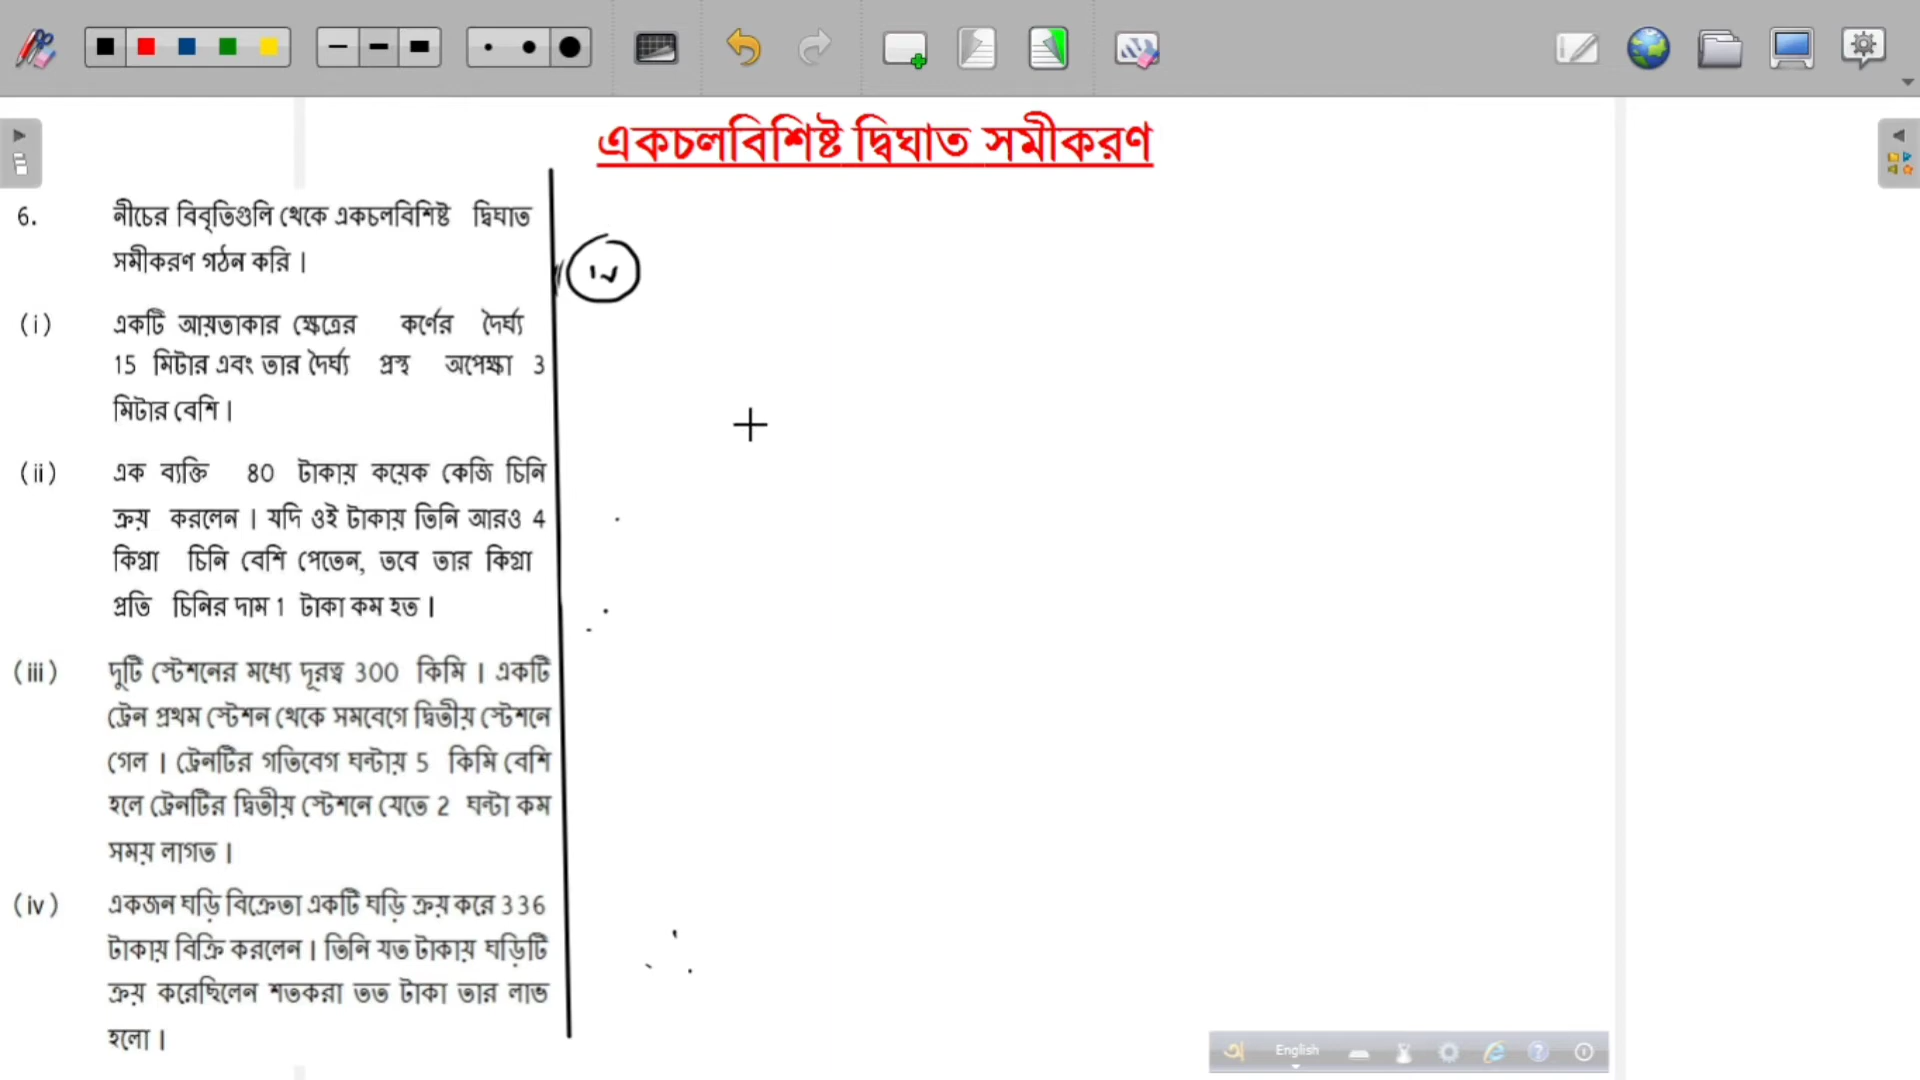 একচলবিশিষ্ট দ্বিঘাত সমীকরণ
6. নীচের বিবৃতিগুলি থেকে একচলবিশিষ্ট দ্বিঘাত
সমীকরণ গঠন করি।
(i) একটি আয়তাকার ক্ষেত্রের কর্ণের দৈর্ঘ্য
15 মিটার এবং তার দৈর্ঘ্য প্রস্থ অপেক্ষা 3
মিটার বেশি।
(ii) এক ব্যক্তি 80 টাকায় কয়েক কেজি চিনি
ক্রয় করলেন। যদি ওই টাকায় তিনি আরও 4
কিগ্রা চিনি বেশি পেতেন, তবে তার কিগ্রা
প্রতি চিনির দাম 1 টাকা কম হত।
(iii) দুটি স্টেশনের মধ্যে দূরত্ব 300 কিমি। একটি
ট্রেন প্রথম স্টেশন থেকে সমবেগে দ্বিতীয় স্টেশনে
গেল। ট্রেনটির গতিবেগ ঘন্টায় 5 কিমি বেশি
হলে ট্রেনটির দ্বিতীয় স্টেশনে যেতে 2 ঘন্টা কম
সময় লাগত।
(iv) একজন ঘড়ি বিক্রেতা একটি ঘড়ি ক্রয় করে 336
টাকায় বিক্রি করলেন। তিনি যত টাকায় ঘড়িটি
ক্রয় করেছিলেন শতকরা তত টাকা তার লাভ
হলো।
iv
অ English